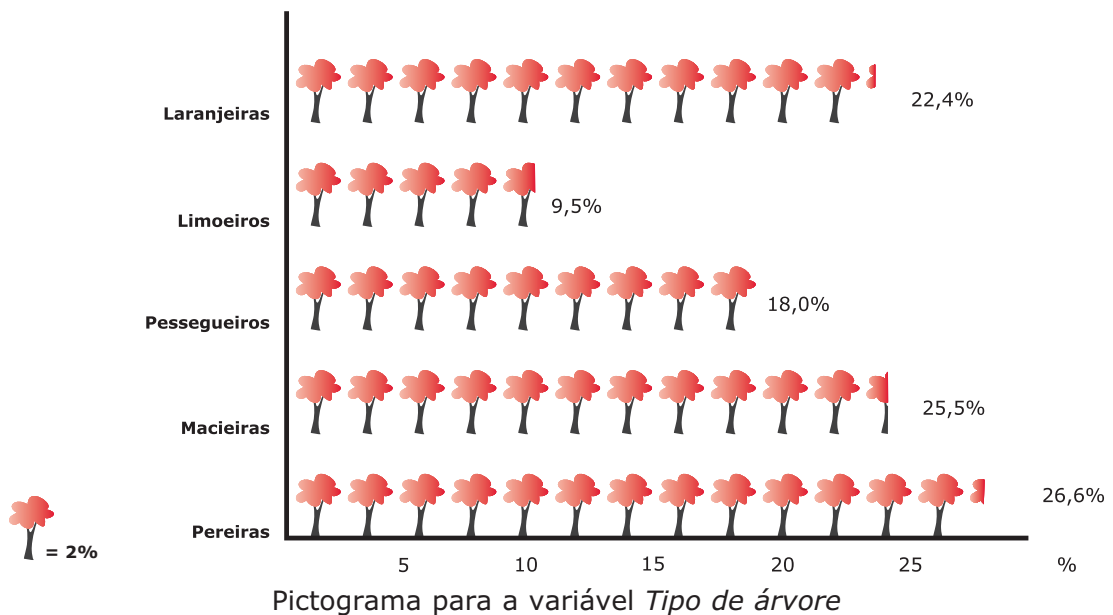 Laranjeiras
22,4%
Limoeiros
9,5%
Pessegueiros
18,0%
Macieiras
25,5%
Pereiras
26,6%
= 2%
5 10 15 20 25 %
Pictograma para a variável Tipo de árvore